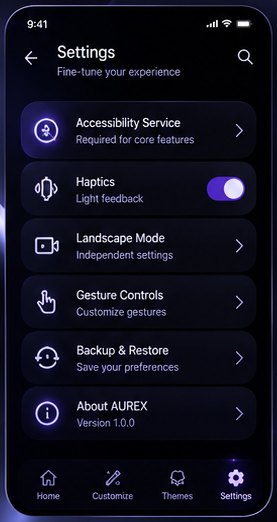 9:41
Settings
Fine-tune your experience
Accessibility Service
Required for core features
Haptics
Light feedback
Landscape Mode
Independent settings
Gesture Controls
Customize gestures
Backup & Restore
Save your preferences
About AUREX
Version 1.0.0
Home
Customize
Themes
Settings